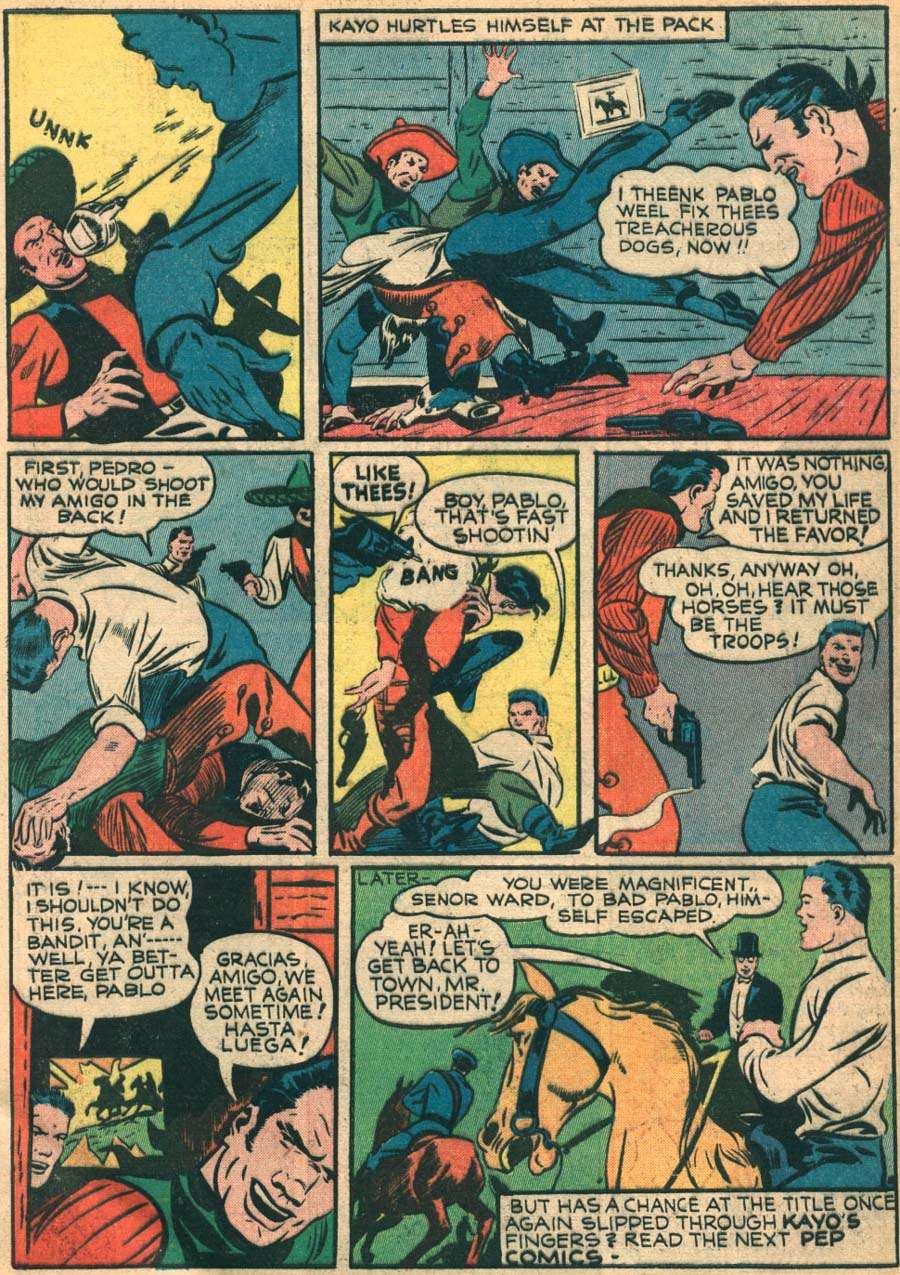 UNNK
KAYO HURTLES HIMSELF AT THE PACK
I THEENK PABLO
WEEL FIX THEES
TREACHEROUS
DOGS, NOW!!
FIRST, PEDRO -
WHO WOULD SHOOT
MY AMIGO IN THE
BACK!
LIKE
THEES!
BOY, PABLO,
THAT'S FAST
SHOOTIN'
BANG
IT WAS NOTHING,
AMIGO, YOU
SAVED MY LIFE
AND I RETURNED
THE FAVOR!
THANKS, ANYWAY OH,
OH, OH, HEAR THOSE
HORSES? IT MUST
BE THE
TROOPS!
IT IS!-- I KNOW,
I SHOULDN'T DO
THIS. YOU'RE A
BANDIT, AN'-----
WELL, YA BET-
TER GET OUTTA
HERE, PABLO
GRACIAS,
AMIGO, WE
MEET AGAIN
SOMETIME!
HASTA
LUEGA!
LATER-
YOU WERE MAGNIFICENT,,
SENOR WARD, TO BAD PABLO, HIM-
SELF ESCAPED.
ER-AH-
YEAH! LET'S
GET BACK TO
TOWN, MR.
PRESIDENT!
BUT HAS A CHANCE AT THE TITLE ONCE
AGAIN SLIPPED THROUGH KAYO'S
FINGERS? READ THE NEXT PEP
COMICS -